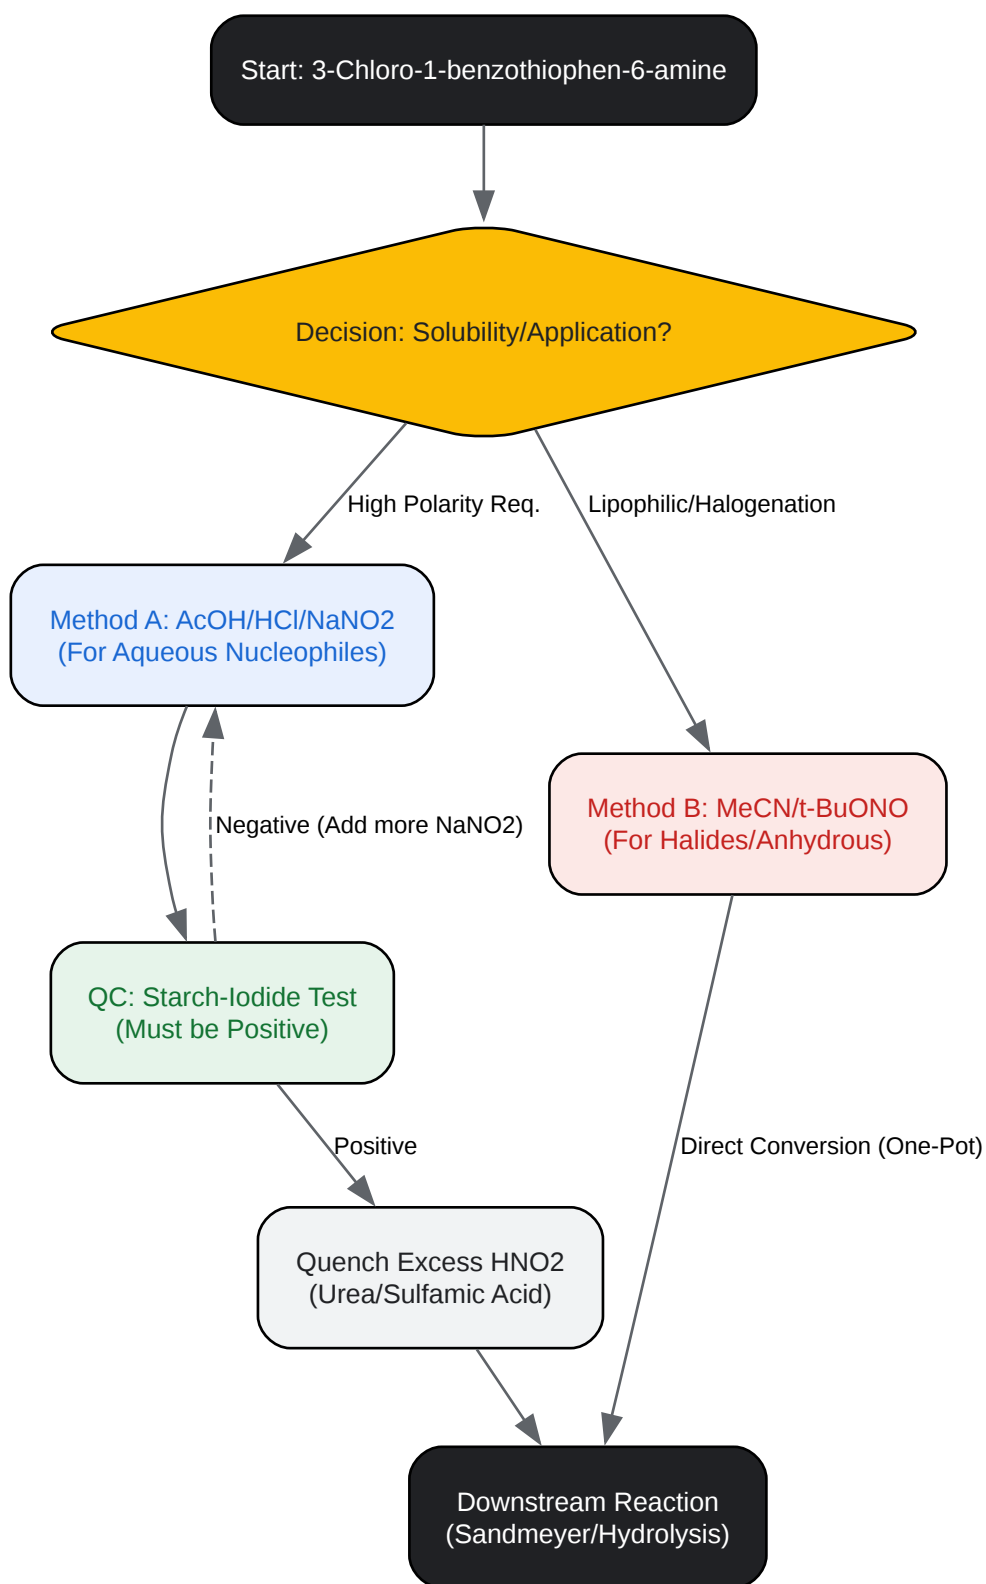 Start: 3-Chloro-1-benzothiophen-6-amine
Decision: Solubility/Application?
High Polarity Req.
Lipophilic/Halogenation
Method A: AcOH/HCl/NaNO2
(For Aqueous Nucleophiles)
Method B: MeCN/t-BuONO
(For Halides/Anhydrous)
Negative (Add more NaNO2)
QC: Starch-Iodide Test
(Must be Positive)
Positive
Direct Conversion (One-Pot)
Quench Excess HNO2
(Urea/Sulfamic Acid)
Downstream Reaction
(Sandmeyer/Hydrolysis)